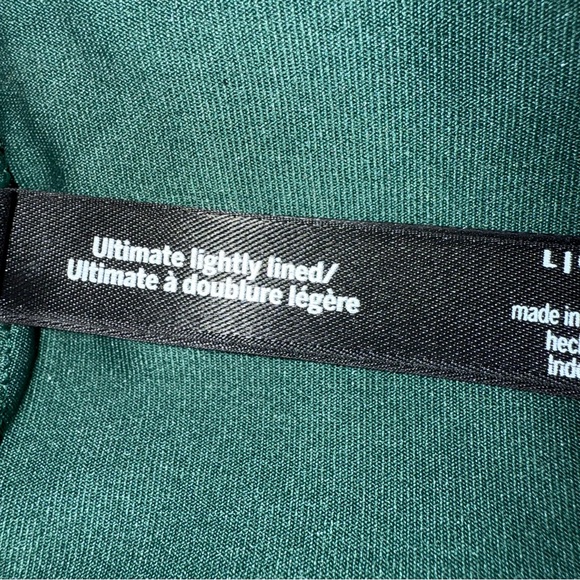 Ultimate lightly lined/
Ultimate à doublure légère
made in